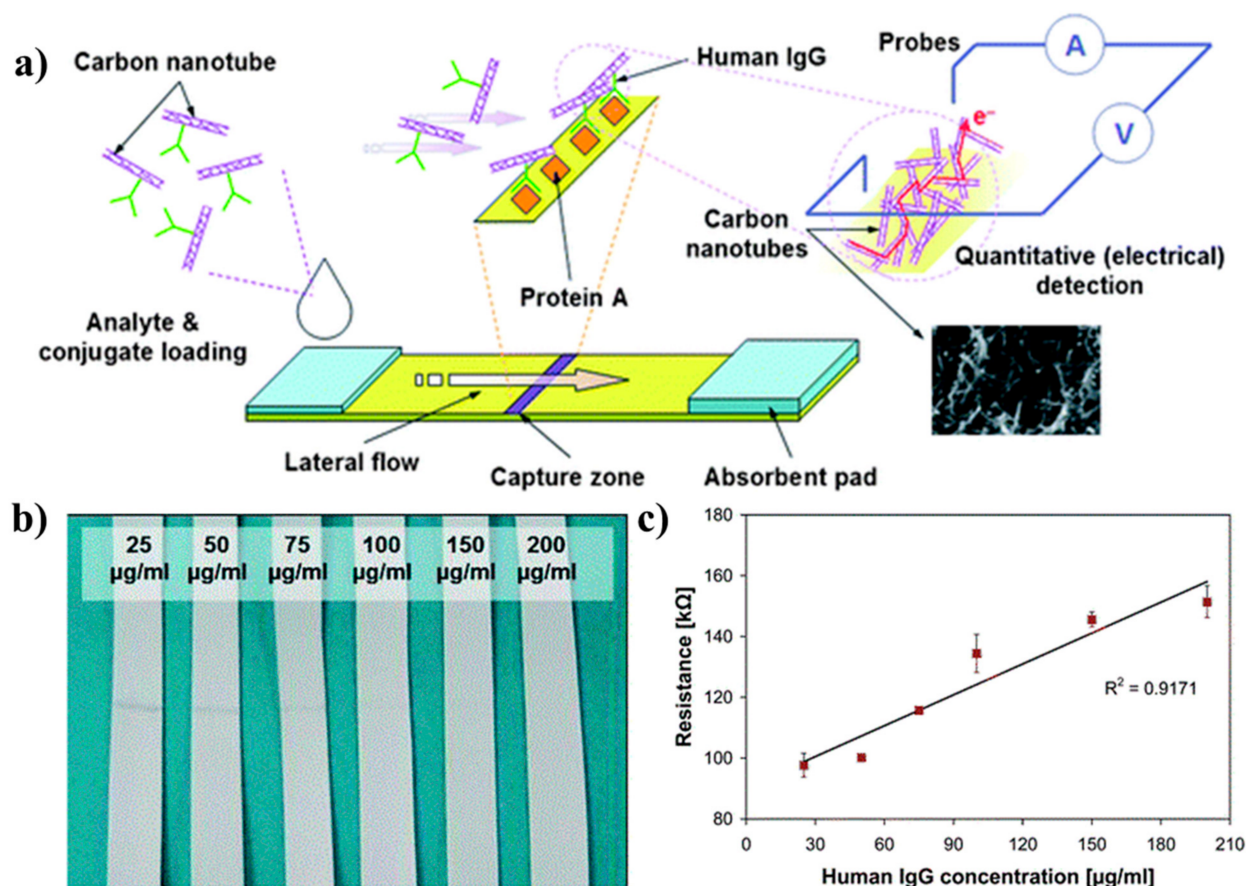 a)
Carbon nanotube
Human IgG
Probes
A
V
e⁻
Carbon
nanotubes
Quantitative (electrical)
detection
Protein A
Analyte &
conjugate loading
Lateral flow
Capture zone
Absorbent pad
b)
25
µg/ml
50
µg/ml
75
µg/ml
100
µg/ml
150
µg/ml
200
µg/ml
c)
180
160
140
120
100
80
Resistance [kΩ]
R² = 0.9171
0 30 60 90 120 150 180 210
Human IgG concentration [µg/ml]